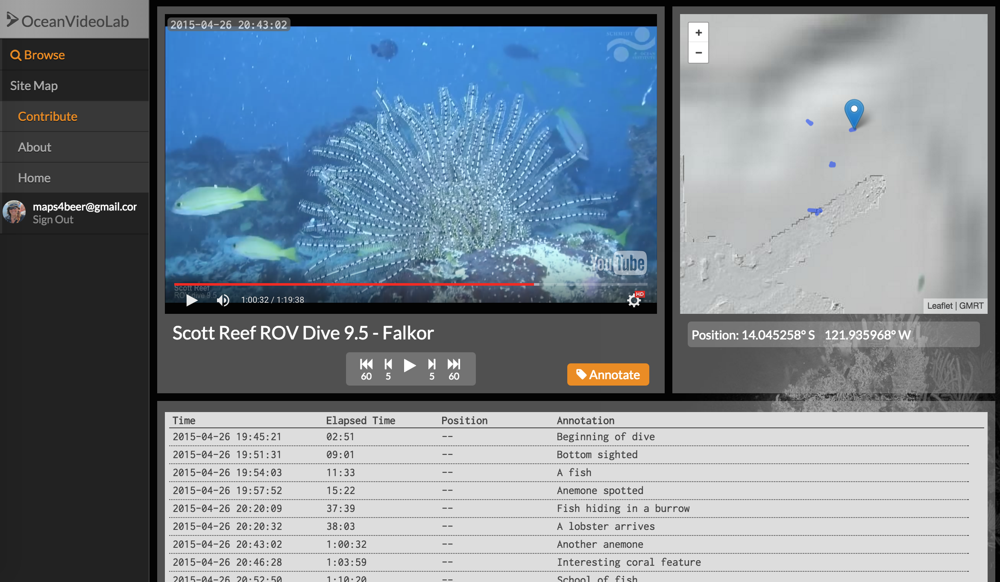 OceanVideoLab
Browse
Site Map
Contribute
About
Home
maps4beer@gmail.cor
Sign Out
2015-04-26 20:43:02
SCHMIDT
OCEAN
INSTITUTE
YouTube
Scott Reef
ROV dive 9.5
1:00:32 / 1:19:38
HD
Scott Reef ROV Dive 9.5 - Falkor
60 5 5 60
Annotate
+
−
Leaflet | GMRT
Position: 14.045258° S 121.935968° W
Time Elapsed Time Position Annotation
2015-04-26 19:45:21 02:51 -- Beginning of dive
2015-04-26 19:51:31 09:01 -- Bottom sighted
2015-04-26 19:54:03 11:33 -- A fish
2015-04-26 19:57:52 15:22 -- Anemone spotted
2015-04-26 20:20:09 37:39 -- Fish hiding in a burrow
2015-04-26 20:20:32 38:03 -- A lobster arrives
2015-04-26 20:43:02 1:00:32 -- Another anemone
2015-04-26 20:46:28 1:03:59 -- Interesting coral feature
2015-04-26 20:52:50 1:10:20 -- School of fish